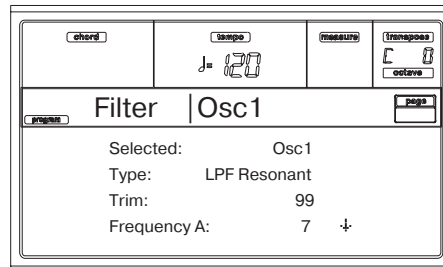 chord tempo measure transpose
♩= 120 C 0
octave
Filter |Osc1 page
program
Selected: Osc1
Type: LPF Resonant
Trim: 99
Frequency A: 7